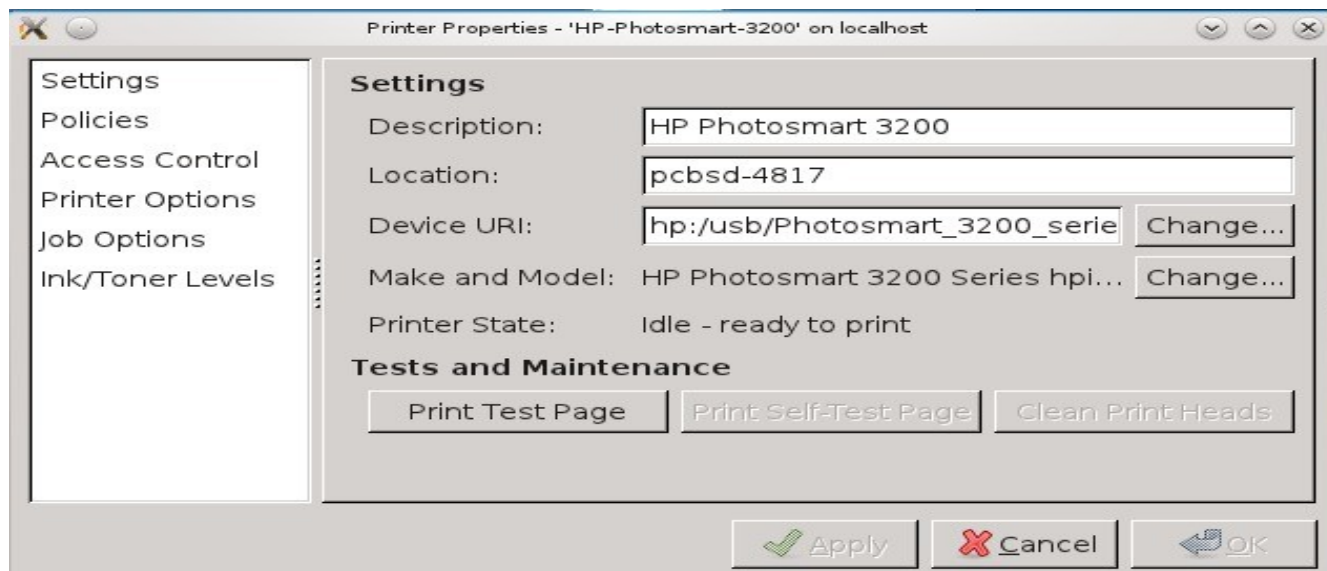 Printer Properties - 'HP-Photosmart-3200' on localhost
Settings
Policies
Access Control
Printer Options
Job Options
Ink/Toner Levels
Settings
Description: HP Photosmart 3200
Location: pcbsd-4817
Device URI: hp:/usb/Photosmart_3200_serie Change...
Make and Model: HP Photosmart 3200 Series hpi... Change...
Printer State: Idle - ready to print
Tests and Maintenance
Print Test Page Print Self-Test Page Clean Print Heads
Apply Cancel OK